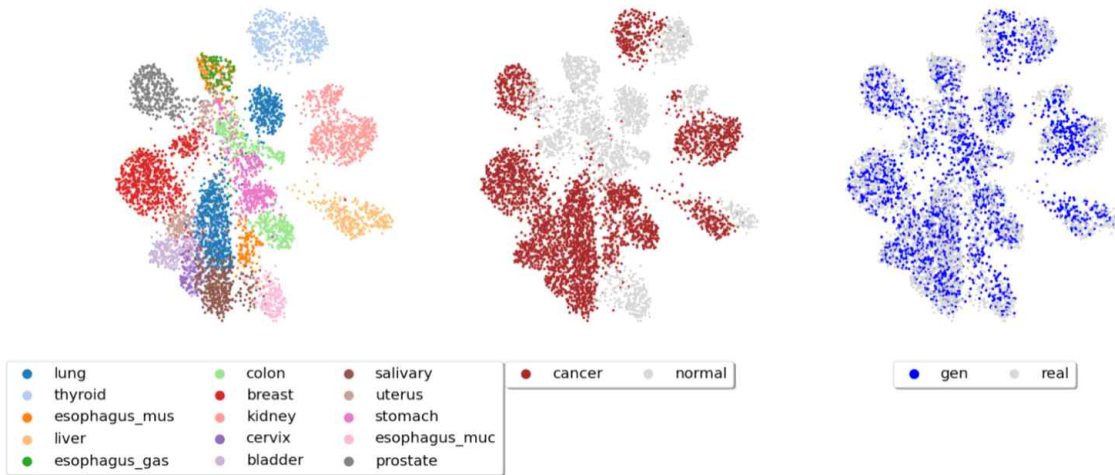 lung colon salivary cancer normal gen real
thyroid breast uterus
esophagus_mus kidney stomach
liver cervix esophagus_muc
esophagus_gas bladder prostate